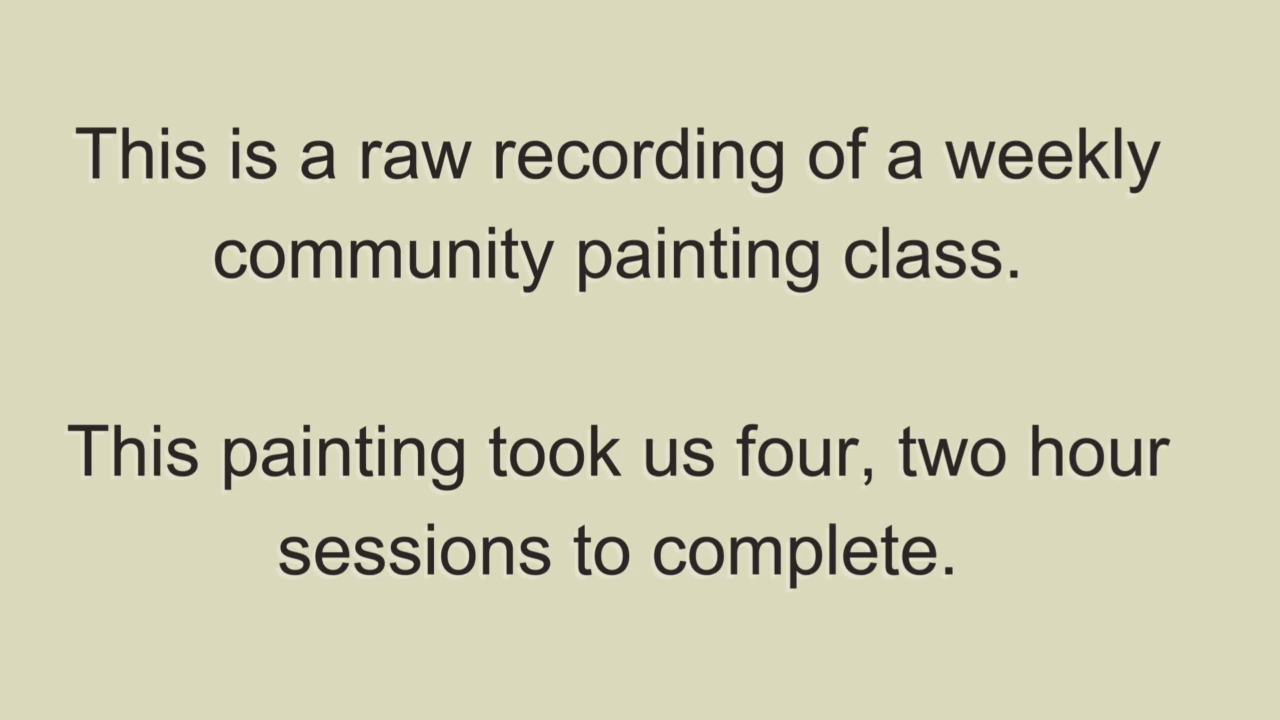 This is a raw recording of a weekly
community painting class.
This painting took us four, two hour
sessions to complete.